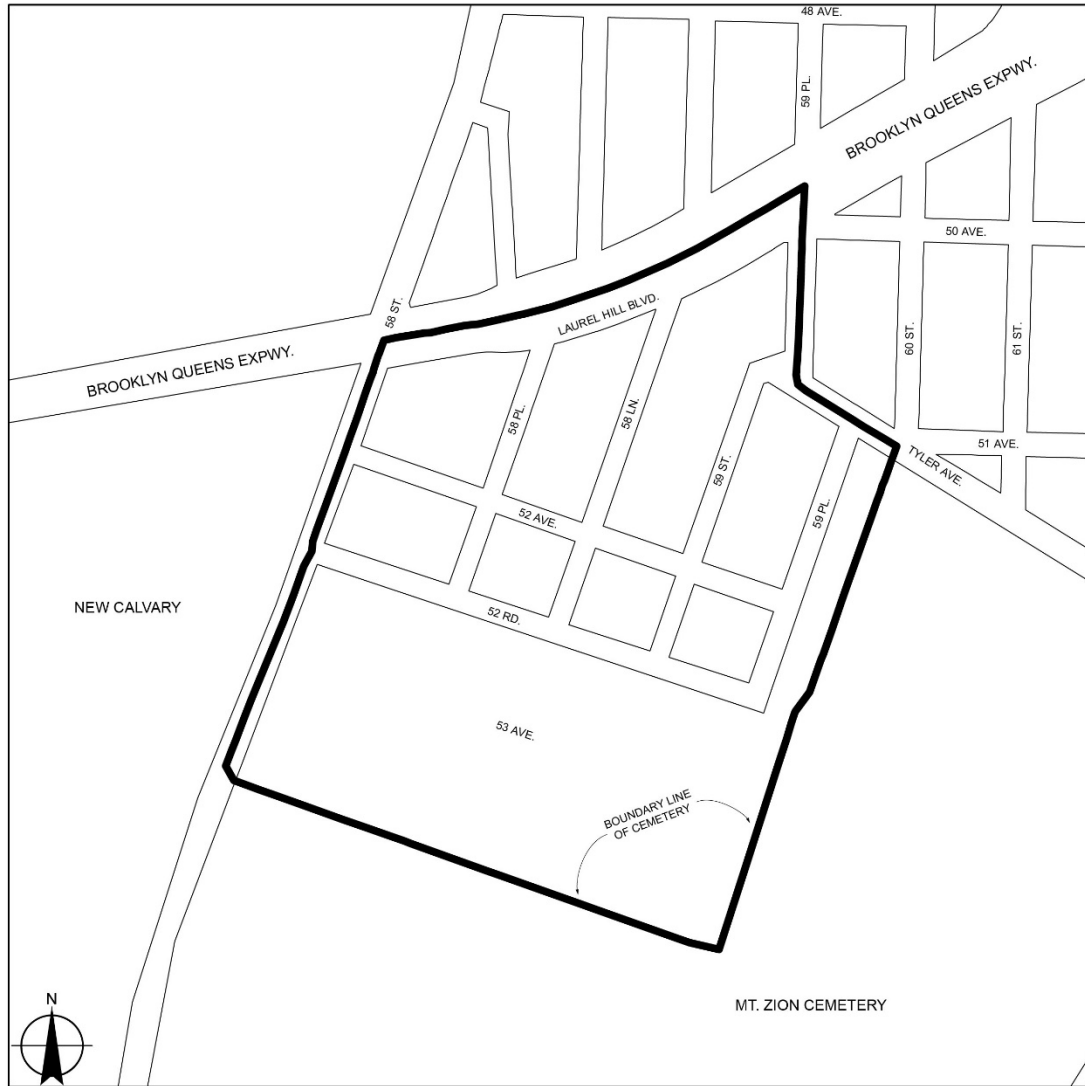 48 AVE.
59 PL.
BROOKLYN QUEENS EXPWY.
50 AVE.
58 ST.
LAUREL HILL BLVD.
60 ST.
61 ST.
BROOKLYN QUEENS EXPWY.
58 PL.
58 LN.
51 AVE.
TYLER AVE.
59 ST.
59 PL.
52 AVE.
NEW CALVARY
52 RD.
53 AVE.
BOUNDARY LINE
OF CEMETERY
N
MT. ZION CEMETERY